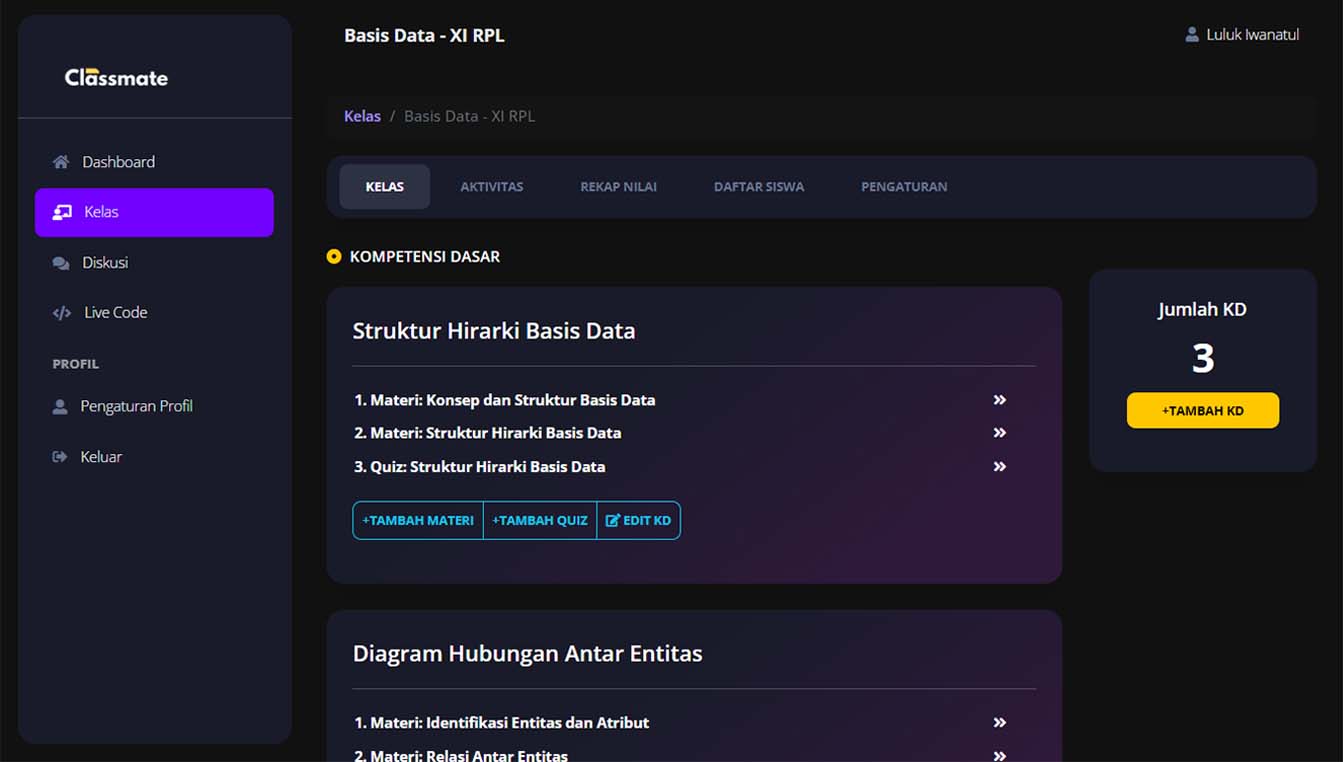 Classmate
Dashboard
Kelas
Diskusi
Live Code
PROFIL
Pengaturan Profil
Keluar
Basis Data - XI RPL
Luluk Iwanatul
Kelas / Basis Data - XI RPL
KELAS AKTIVITAS REKAP NILAI DAFTAR SISWA PENGATURAN
KOMPETENSI DASAR
Struktur Hirarki Basis Data
1. Materi: Konsep dan Struktur Basis Data
2. Materi: Struktur Hirarki Basis Data
3. Quiz: Struktur Hirarki Basis Data
+TAMBAH MATERI +TAMBAH QUIZ EDIT KD
Diagram Hubungan Antar Entitas
1. Materi: Identifikasi Entitas dan Atribut
2. Materi: Relasi Antar Entitas
Jumlah KD
3
+TAMBAH KD